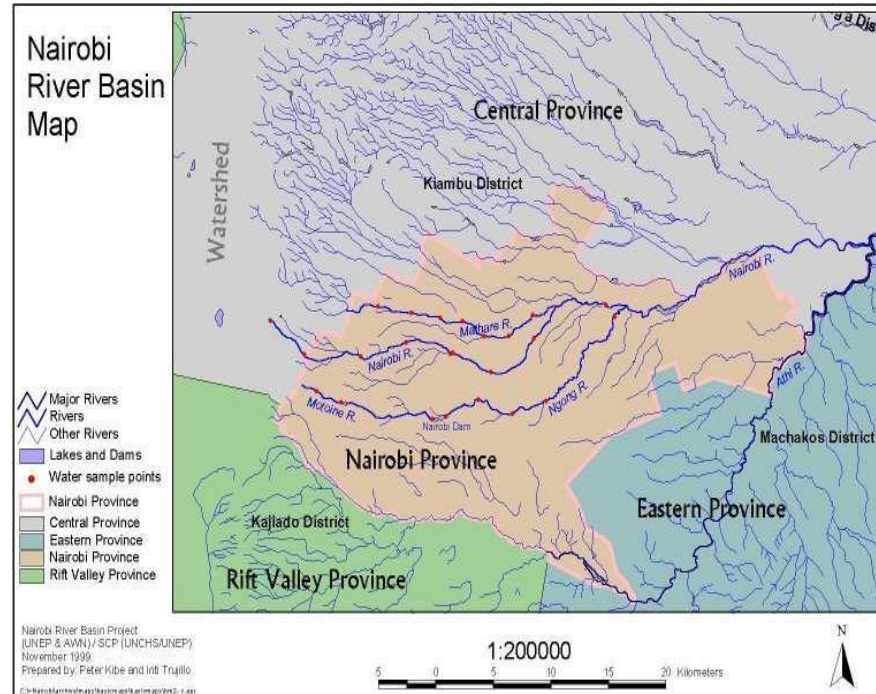 Nairobi
River Basin
Map
Watershed
Central Province
Kiambu District
Nairobi R.
Mathare R.
Nairobi R.
Motoine R.
Nairobi Dam
Ngong R.
Athi R.
Machakos District
Nairobi Province
Eastern Province
Kajiado District
Rift Valley Province
Major Rivers
Rivers
Other Rivers
Lakes and Dams
Water sample points
Nairobi Province
Central Province
Eastern Province
Nairobi Province
Rift Valley Province
Nairobi River Basin Project
(UNEP & AWN) / SCP (UNCHS/UNEP)
November 1999
Prepared by: Peter Kibe and Inti Trujillo
1:200000
5 0 5 10 15 20 Kilometers
N